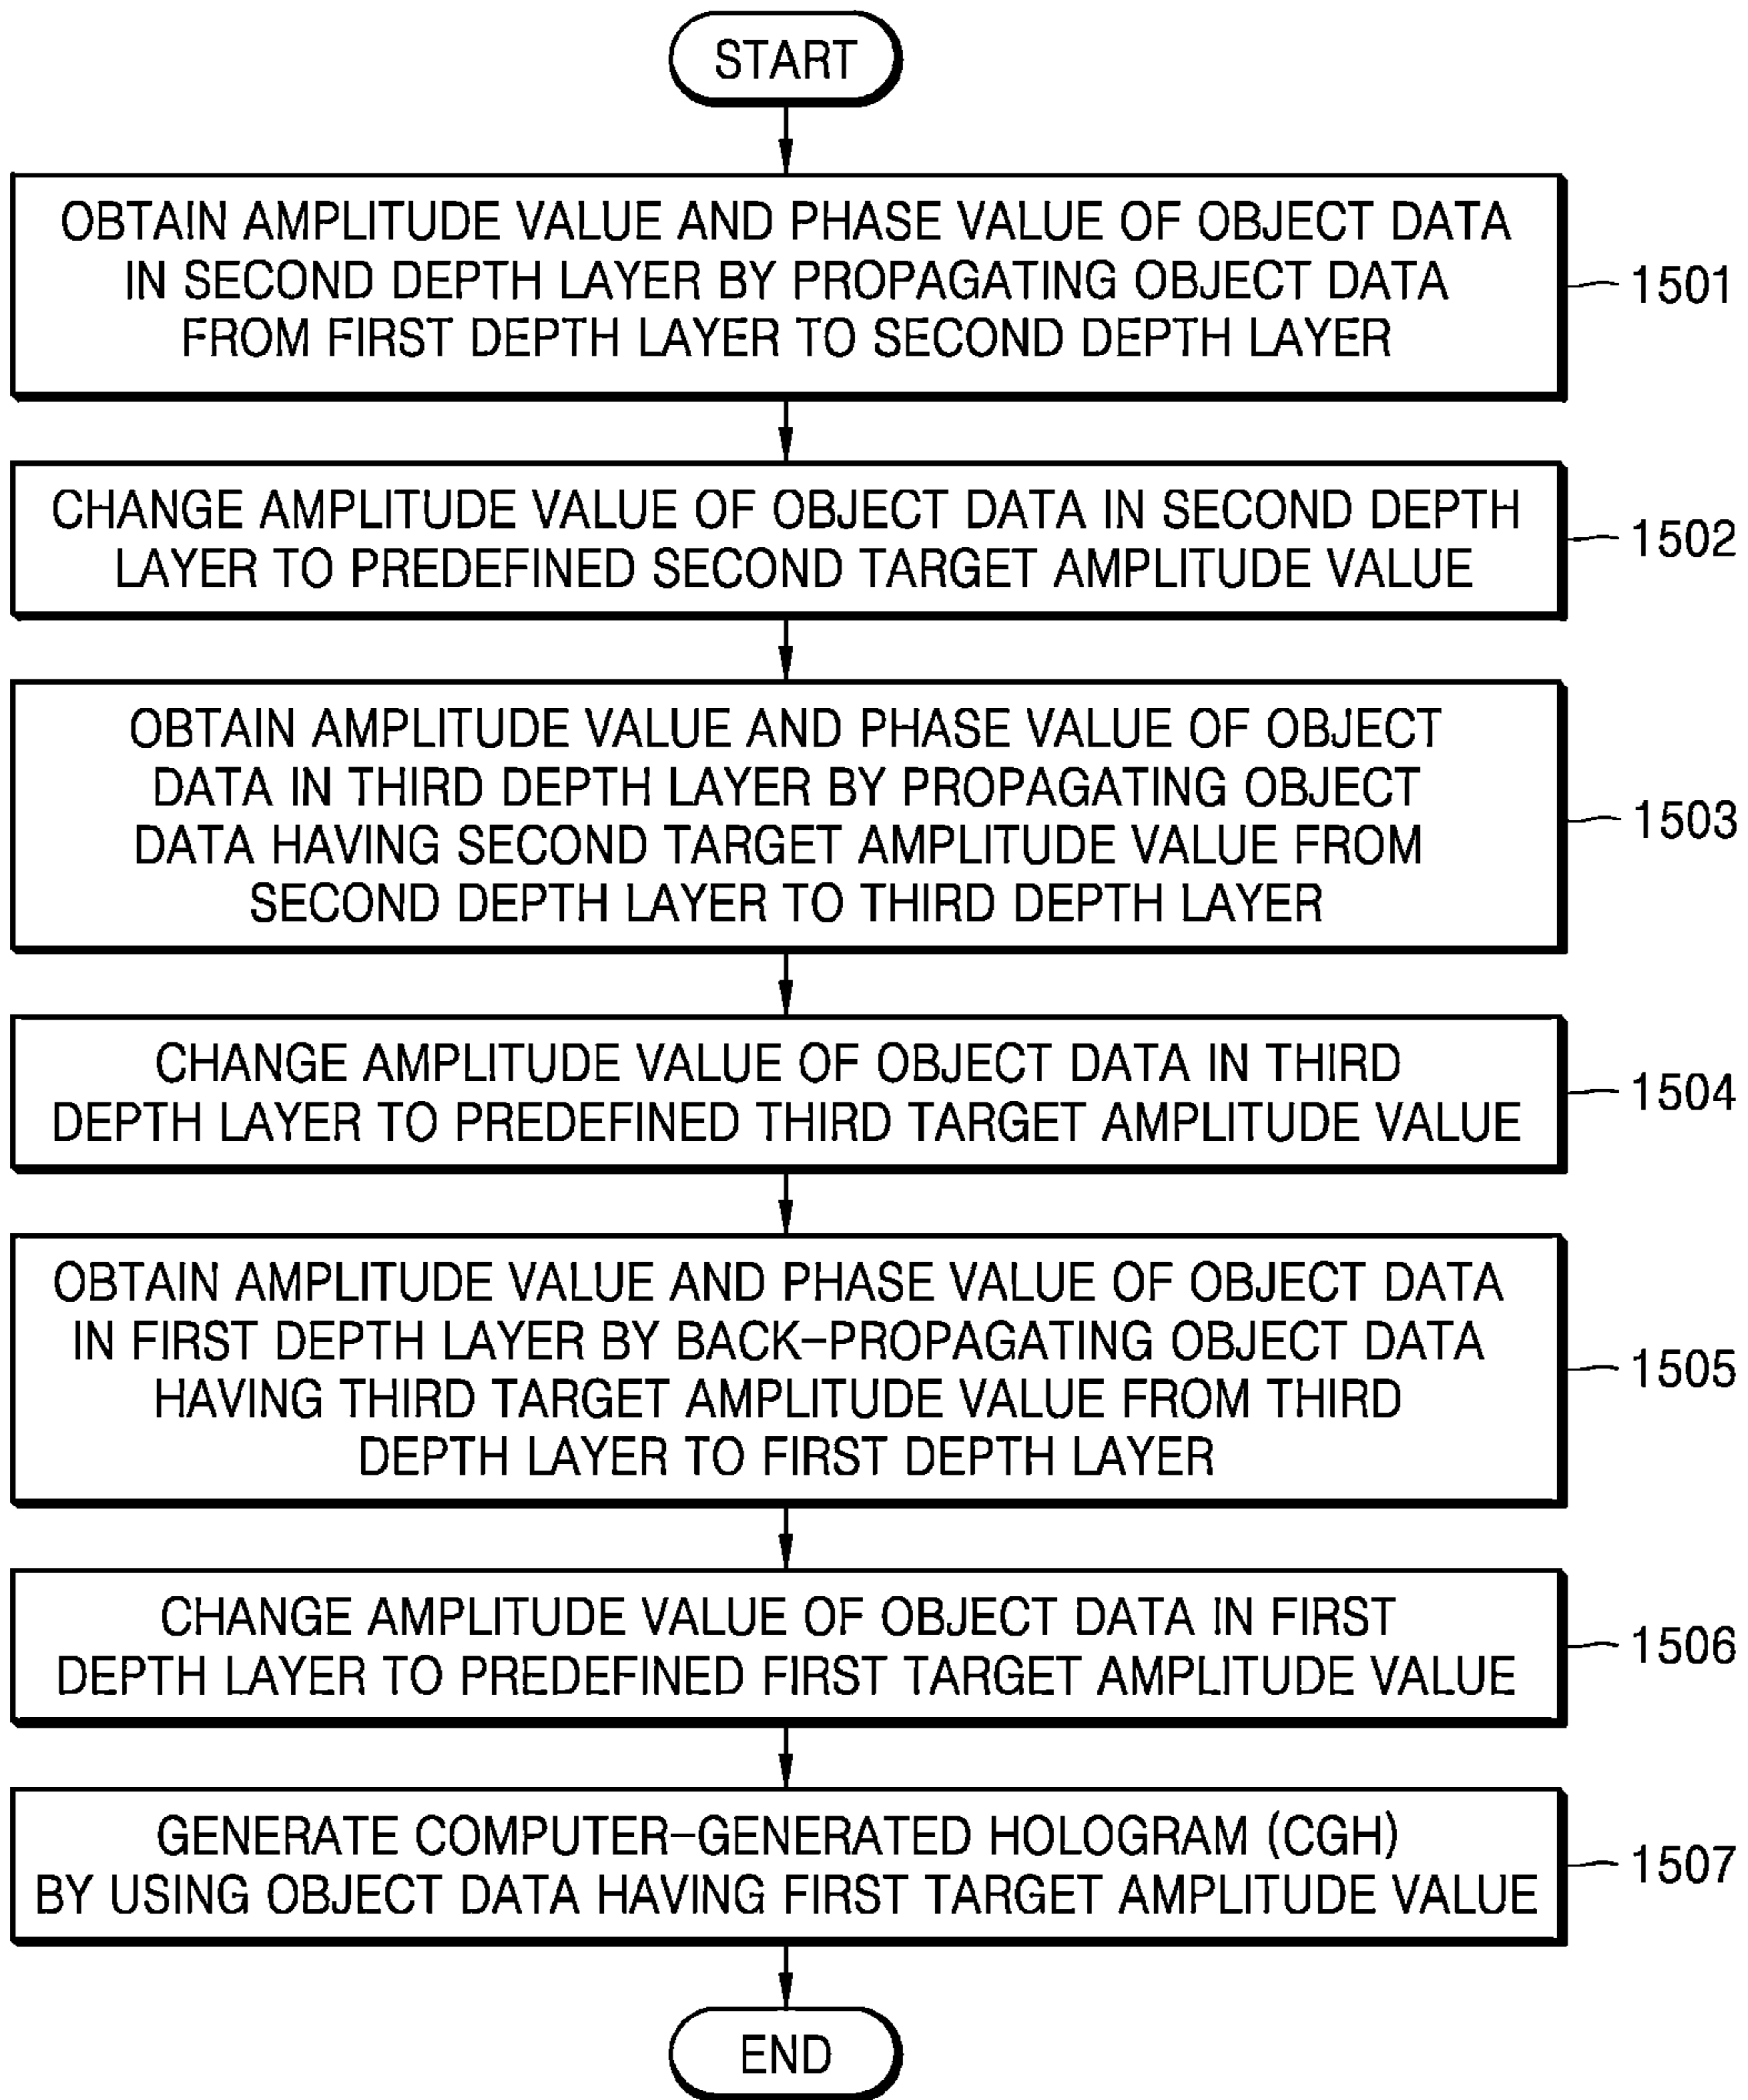 START
OBTAIN AMPLITUDE VALUE AND PHASE VALUE OF OBJECT DATA
IN SECOND DEPTH LAYER BY PROPAGATING OBJECT DATA
FROM FIRST DEPTH LAYER TO SECOND DEPTH LAYER
1501
CHANGE AMPLITUDE VALUE OF OBJECT DATA IN SECOND DEPTH
LAYER TO PREDEFINED SECOND TARGET AMPLITUDE VALUE
1502
OBTAIN AMPLITUDE VALUE AND PHASE VALUE OF OBJECT
DATA IN THIRD DEPTH LAYER BY PROPAGATING OBJECT
DATA HAVING SECOND TARGET AMPLITUDE VALUE FROM
SECOND DEPTH LAYER TO THIRD DEPTH LAYER
1503
CHANGE AMPLITUDE VALUE OF OBJECT DATA IN THIRD
DEPTH LAYER TO PREDEFINED THIRD TARGET AMPLITUDE VALUE
1504
OBTAIN AMPLITUDE VALUE AND PHASE VALUE OF OBJECT DATA
IN FIRST DEPTH LAYER BY BACK-PROPAGATING OBJECT DATA
HAVING THIRD TARGET AMPLITUDE VALUE FROM THIRD
DEPTH LAYER TO FIRST DEPTH LAYER
1505
CHANGE AMPLITUDE VALUE OF OBJECT DATA IN FIRST
DEPTH LAYER TO PREDEFINED FIRST TARGET AMPLITUDE VALUE
1506
GENERATE COMPUTER-GENERATED HOLOGRAM (CGH)
BY USING OBJECT DATA HAVING FIRST TARGET AMPLITUDE VALUE
1507
END